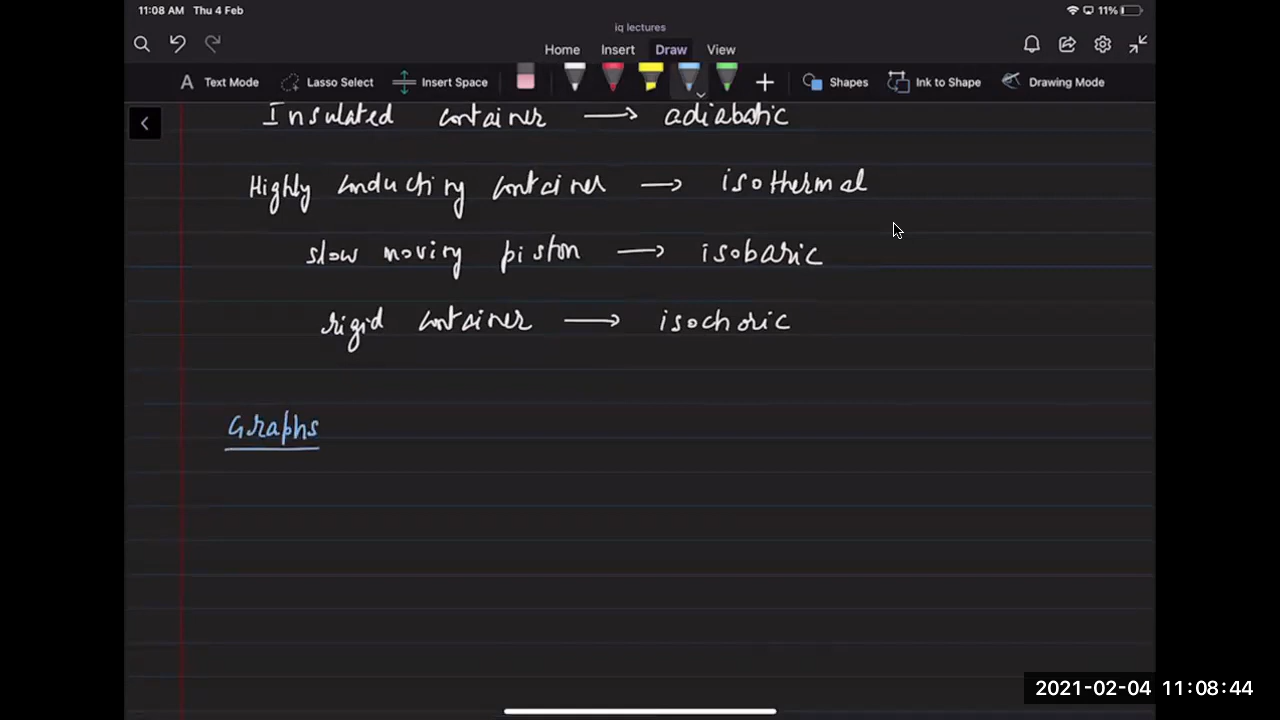 11:08 AM Thu 4 Feb
11%
iq lectures
Home Insert Draw View
Text Mode Lasso Select Insert Space Shapes Ink to Shape Drawing Mode
Insulated container → adiabatic
Highly conducting container → isothermal
slow moving piston → isobaric
rigid container → isochoric
Graphs
2021-02-04 11:08:44